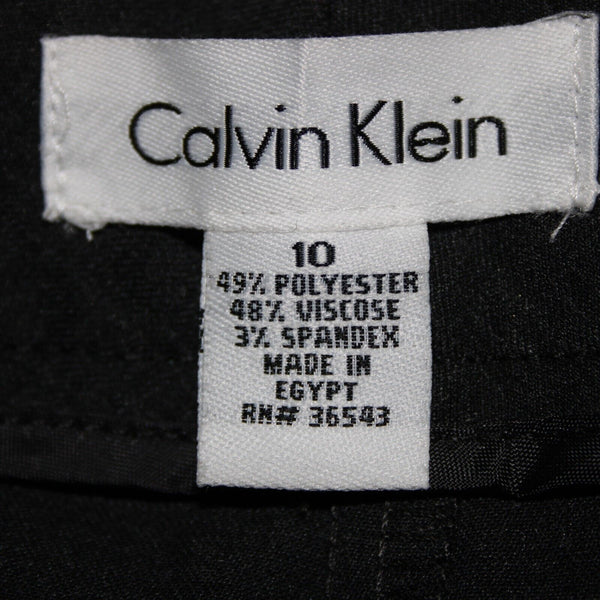 Calvin Klein
10
49% POLYESTER
48% VISCOSE
3% SPANDEX
MADE IN
EGYPT
RN# 36543